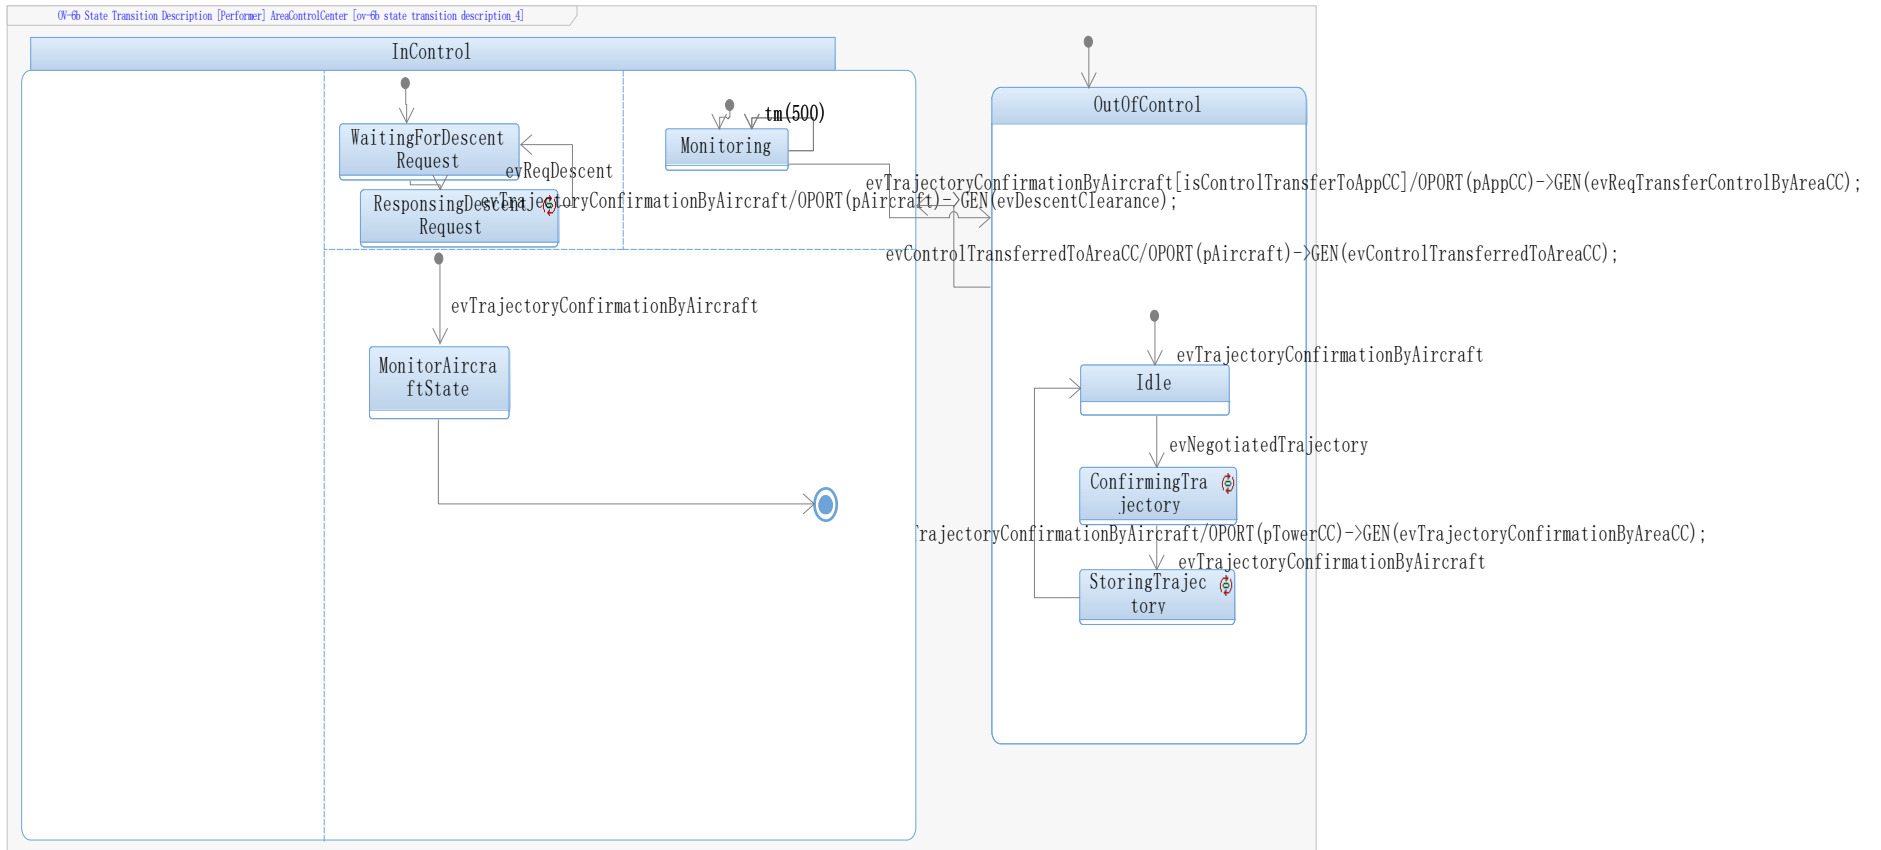 OV-6b State Transition Description [Performer] AreaControlCenter [ov-6b state transition description_4]
InControl
WaitingForDescent
Request
evReqDescent
ResponsingDescent
Request
evTrajectoryConfirmationByAircraft/OPORT(pAircraft)->GEN(evDescentClearance);
tm(500)
Monitoring
evTrajectoryConfirmationByAircraft[isControlTransferToAppCC]/OPORT(pAppCC)->GEN(evReqTransferControlByAreaCC);
evControlTransferredToAreaCC/OPORT(pAircraft)->GEN(evControlTransferredToAreaCC);
evTrajectoryConfirmationByAircraft
MonitorAircra
ftState
OutOfControl
evTrajectoryConfirmationByAircraft
Idle
evNegotiatedTrajectory
ConfirmingTra
jectory
TrajectoryConfirmationByAircraft/OPORT(pTowerCC)->GEN(evTrajectoryConfirmationByAreaCC);
evTrajectoryConfirmationByAircraft
StoringTrajec
tory